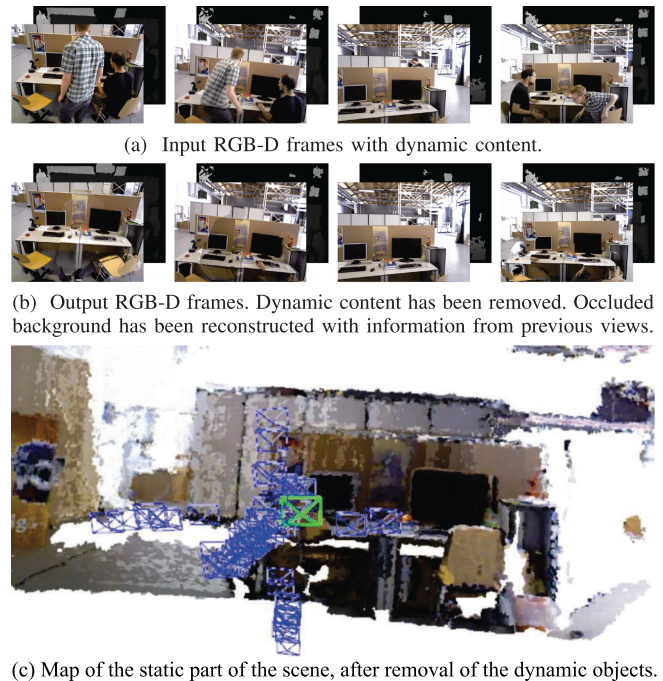 (a) Input RGB-D frames with dynamic content.
(b) Output RGB-D frames. Dynamic content has been removed. Occluded
background has been reconstructed with information from previous views.
(c) Map of the static part of the scene, after removal of the dynamic objects.